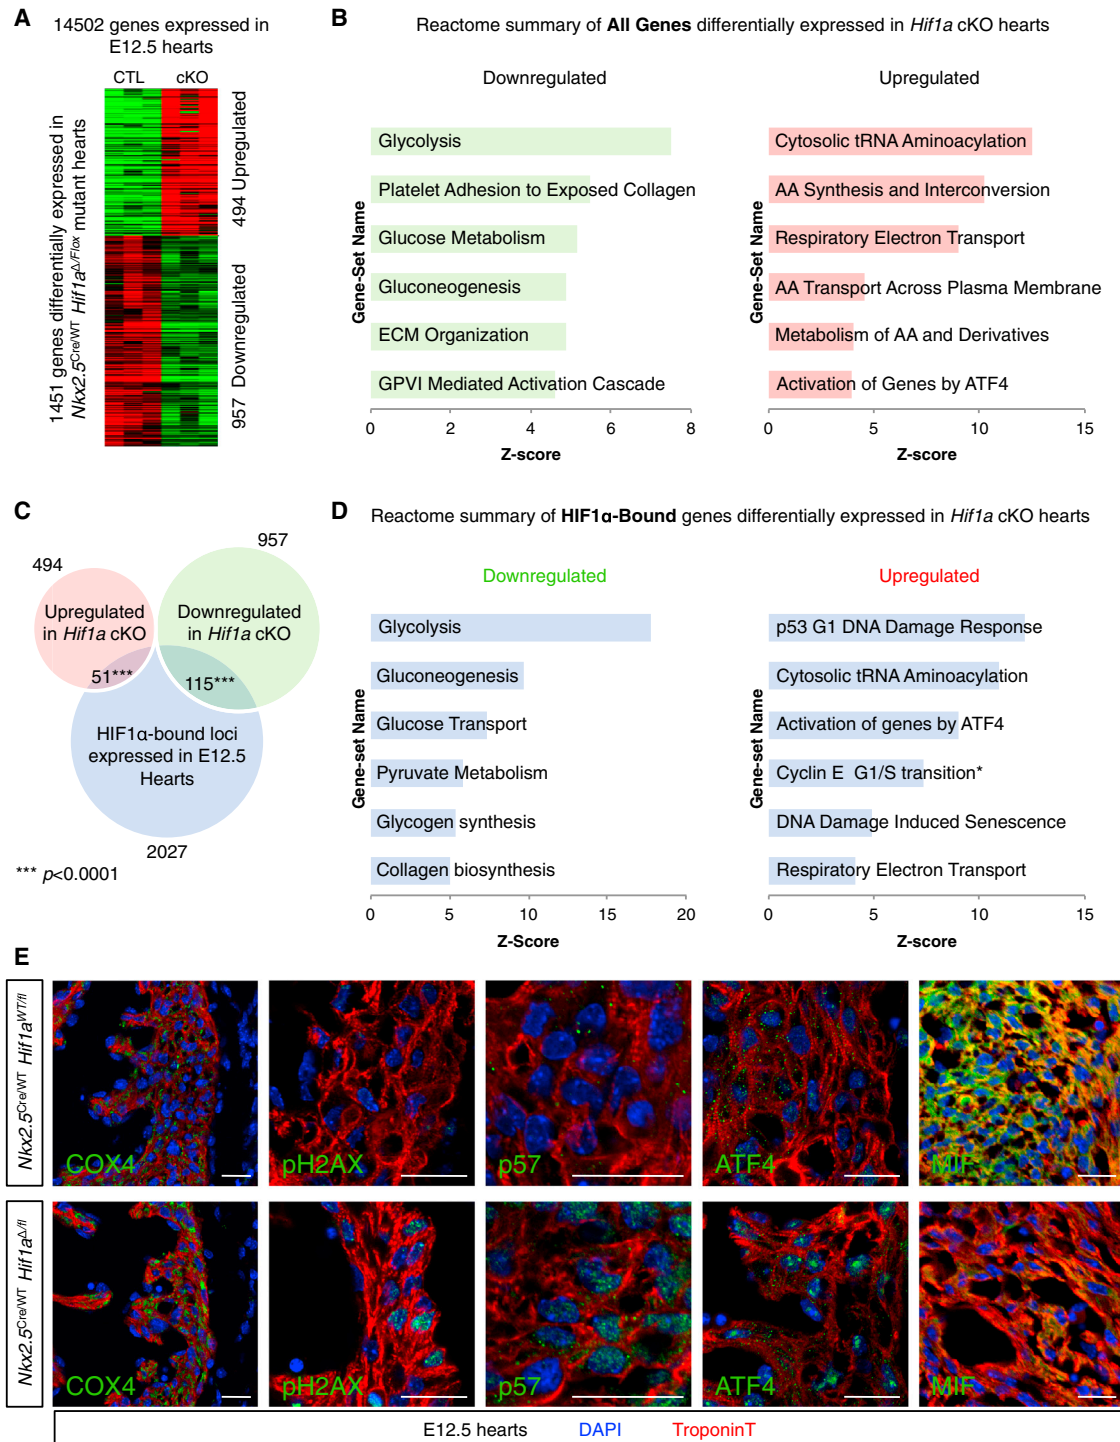 A
14502 genes expressed in
E12.5 hearts
CTL cKO
1451 genes differentially expressed in
Nkx2.5Cre/WT Hif1aΔ/Flox mutant hearts
494 Upregulated
957 Downregulated
B
Reactome summary of All Genes differentially expressed in Hif1a cKO hearts
Downregulated
Gene-Set Name
Glycolysis
Platelet Adhesion to Exposed Collagen
Glucose Metabolism
Gluconeogenesis
ECM Organization
GPVI Mediated Activation Cascade
0 2 4 6 8
Z-score
Upregulated
Gene-Set Name
Cytosolic tRNA Aminoacylation
AA Synthesis and Interconversion
Respiratory Electron Transport
AA Transport Across Plasma Membrane
Metabolism of AA and Derivatives
Activation of Genes by ATF4
0 5 10 15
Z-score
C
494
957
Upregulated
in Hif1a cKO
Downregulated
in Hif1a cKO
51***
115***
HIF1α-bound loci
expressed in E12.5
Hearts
2027
*** p<0.0001
D
Reactome summary of HIF1α-Bound genes differentially expressed in Hif1a cKO hearts
Downregulated
Gene-set Name
Glycolysis
Gluconeogenesis
Glucose Transport
Pyruvate Metabolism
Glycogen synthesis
Collagen biosynthesis
0 5 10 15 20
Z-Score
Upregulated
Gene-set Name
p53 G1 DNA Damage Response
Cytosolic tRNA Aminoacylation
Activation of genes by ATF4
Cyclin E G1/S transition*
DNA Damage Induced Senescence
Respiratory Electron Transport
0 5 10 15
Z-score
E
Nkx2.5Cre/WT Hif1aWT/fl
COX4
pH2AX
p57
ATF4
MIF
Nkx2.5Cre/WT Hif1aΔ/fl
COX4
pH2AX
p57
ATF4
MIF
E12.5 hearts DAPI TroponinT